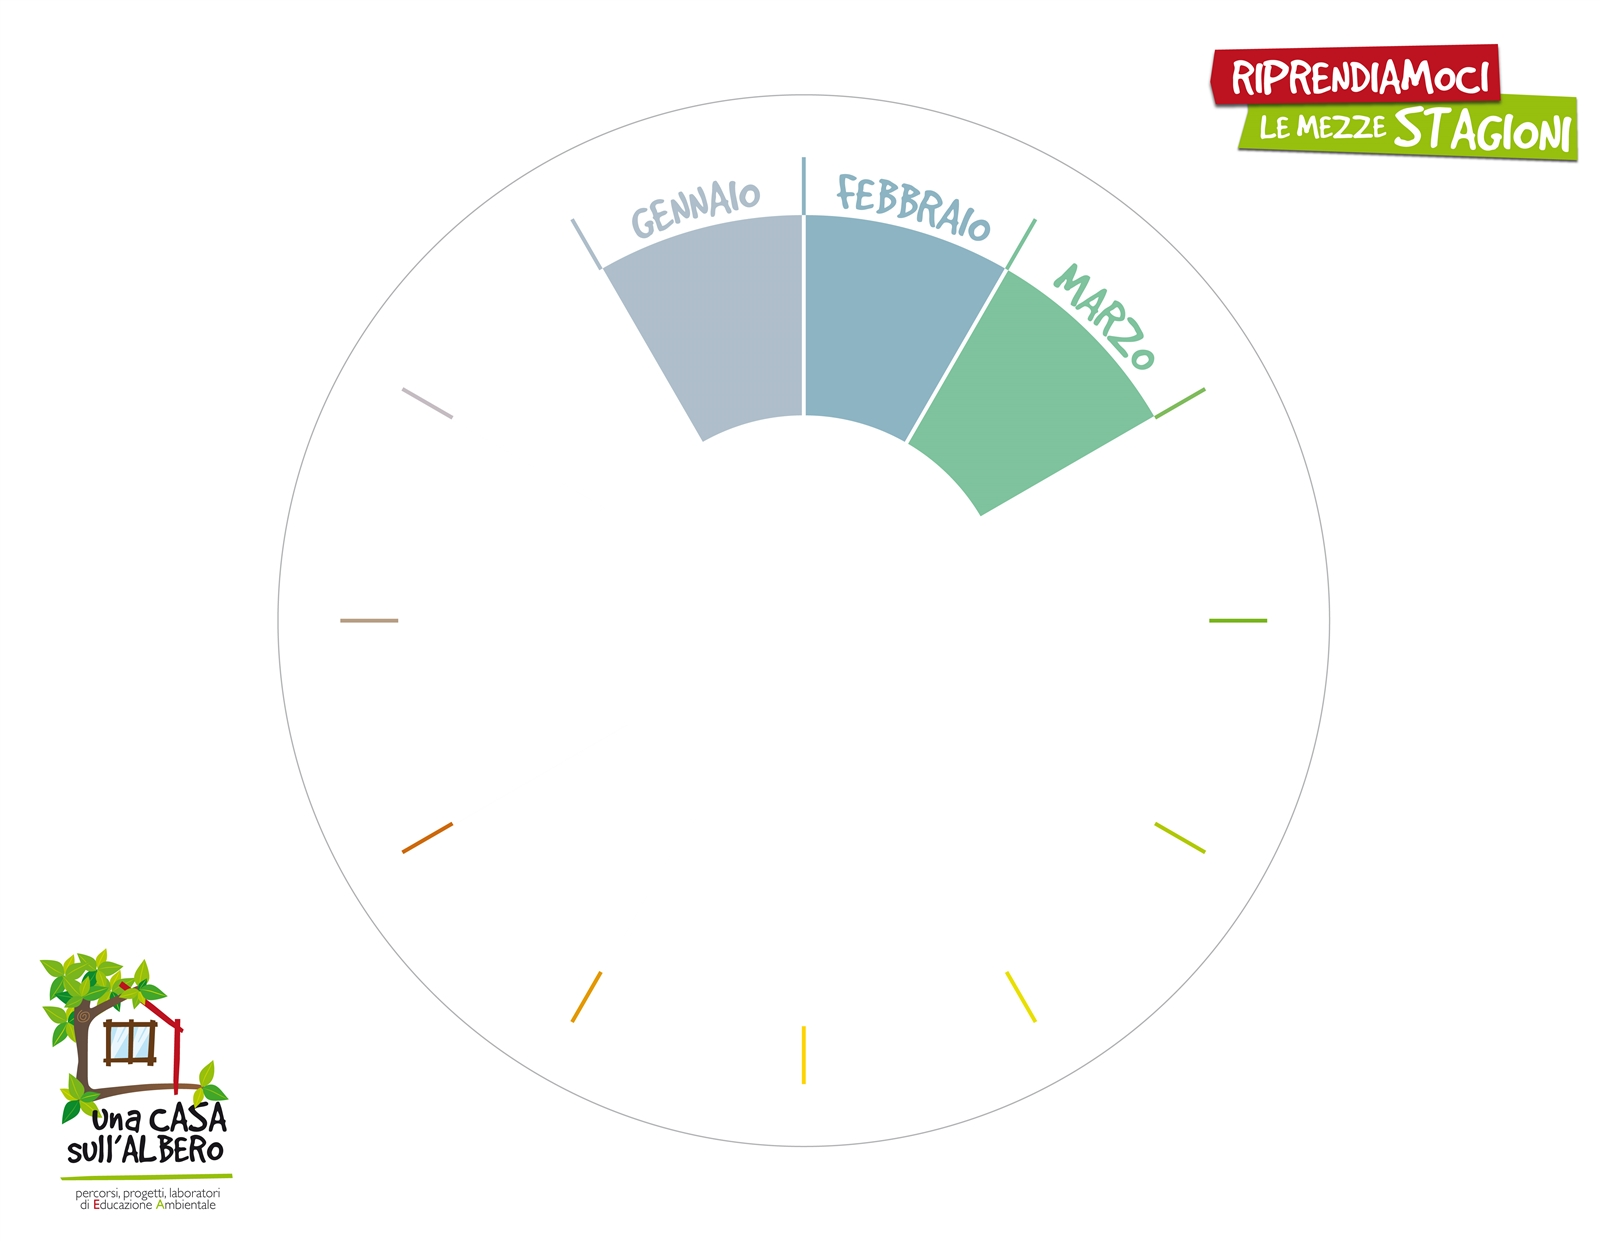 RIPRENDIAMOCI
LE MEZZE STAGIONI
GENNAIO
FEBBRAIO
MARZO
una CASA
sull'ALBERO
percorsi, progetti, laboratori
di Educazione Ambientale